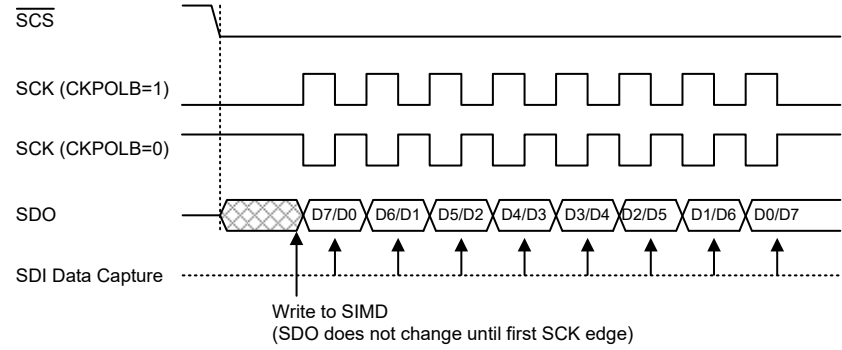 SCS
SCK (CKPOLB=1)
SCK (CKPOLB=0)
SDO D7/D0 D6/D1 D5/D2 D4/D3 D3/D4 D2/D5 D1/D6 D0/D7
SDI Data Capture
Write to SIMD
(SDO does not change until first SCK edge)